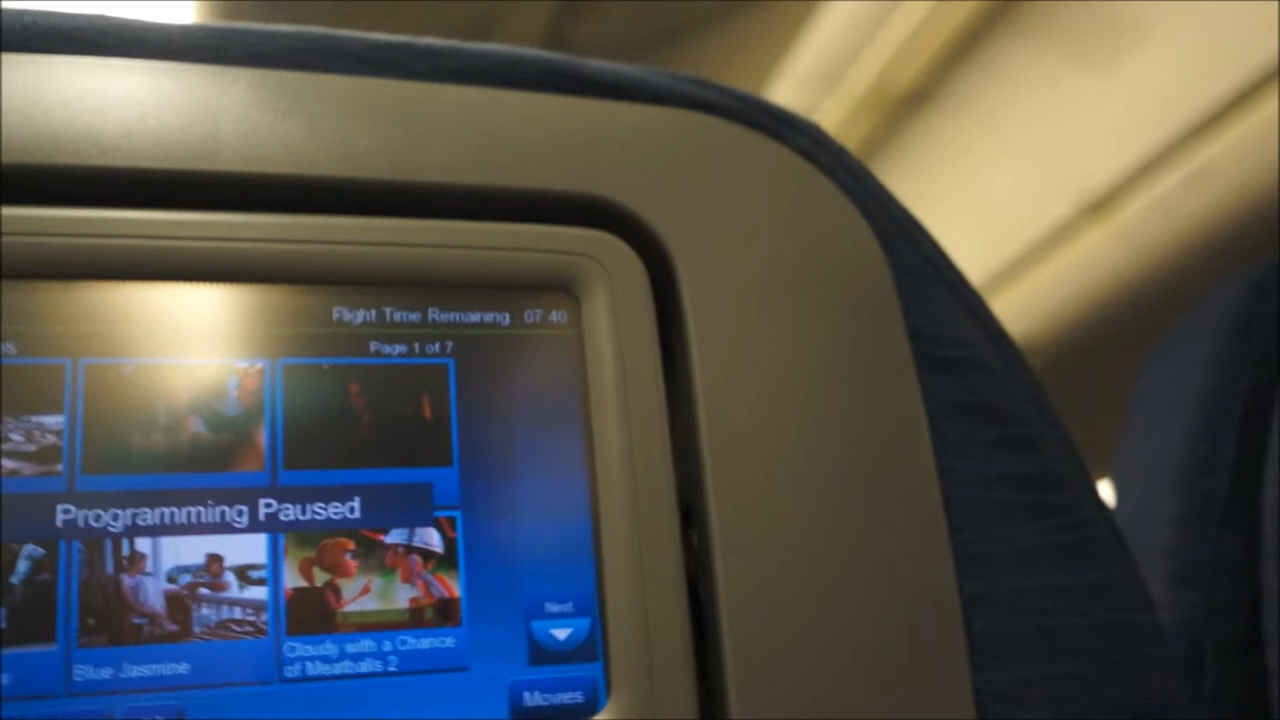 Flight Time Remaining 07:40
Page 1 of 7
Programming Paused
Next
Blue Jasmine
Cloudy with a Chance
of Meatballs 2
Movies